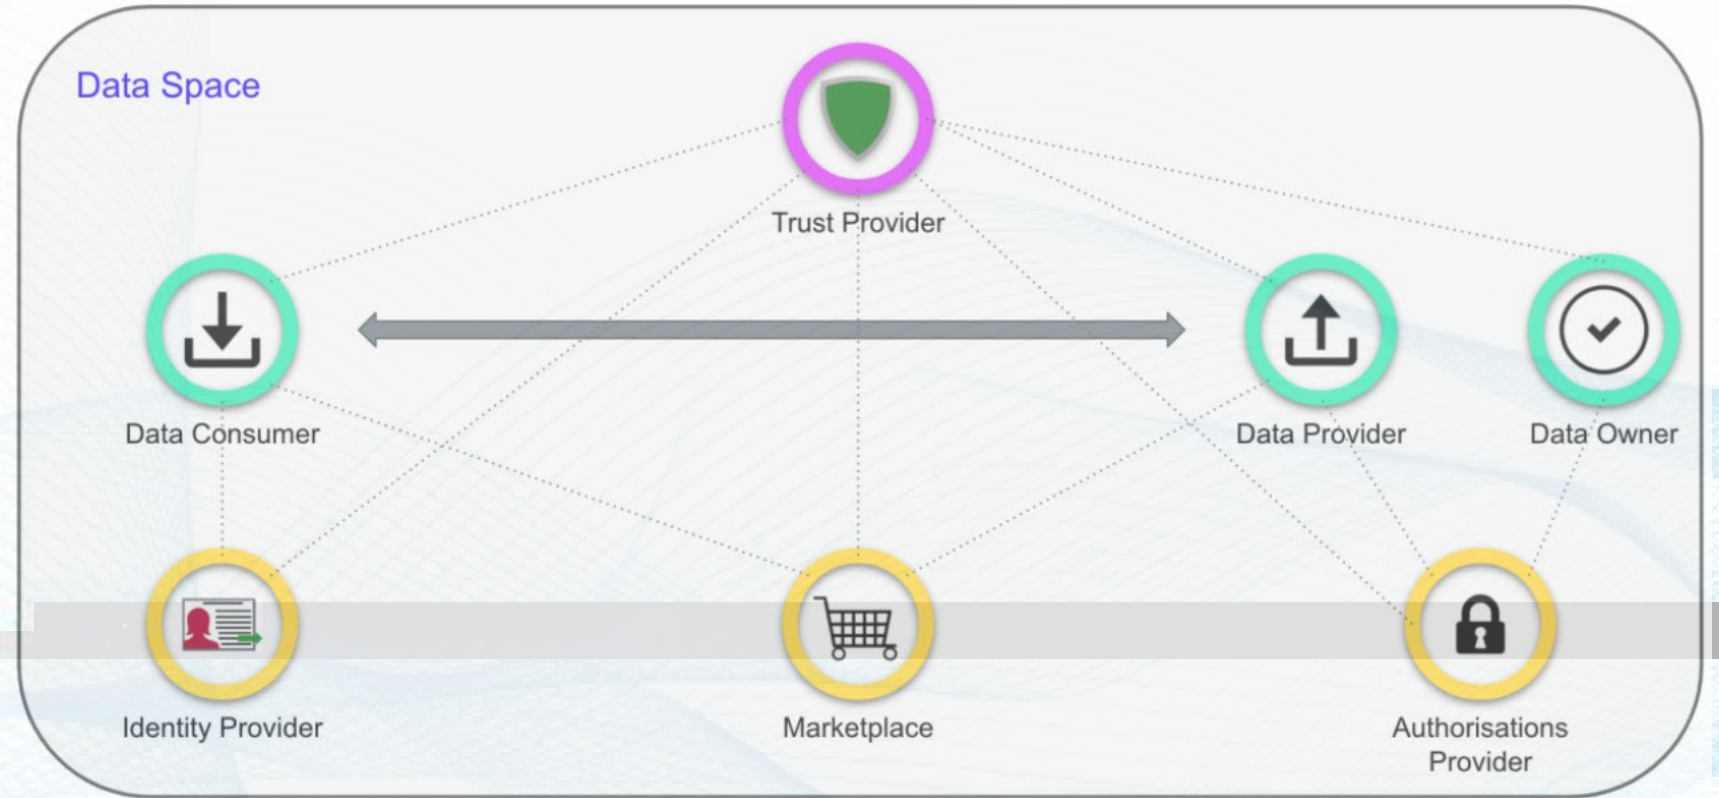 Data Space
Trust Provider
Data Consumer
Data Provider
Data Owner
Identity Provider
Marketplace
Authorisations
Provider